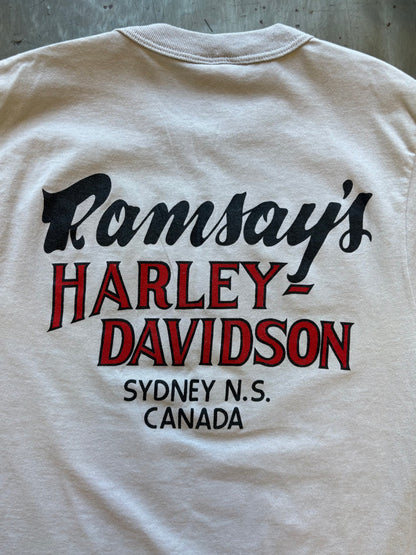 Ramsay's
HARLEY-
DAVIDSON
SYDNEY N.S.
CANADA